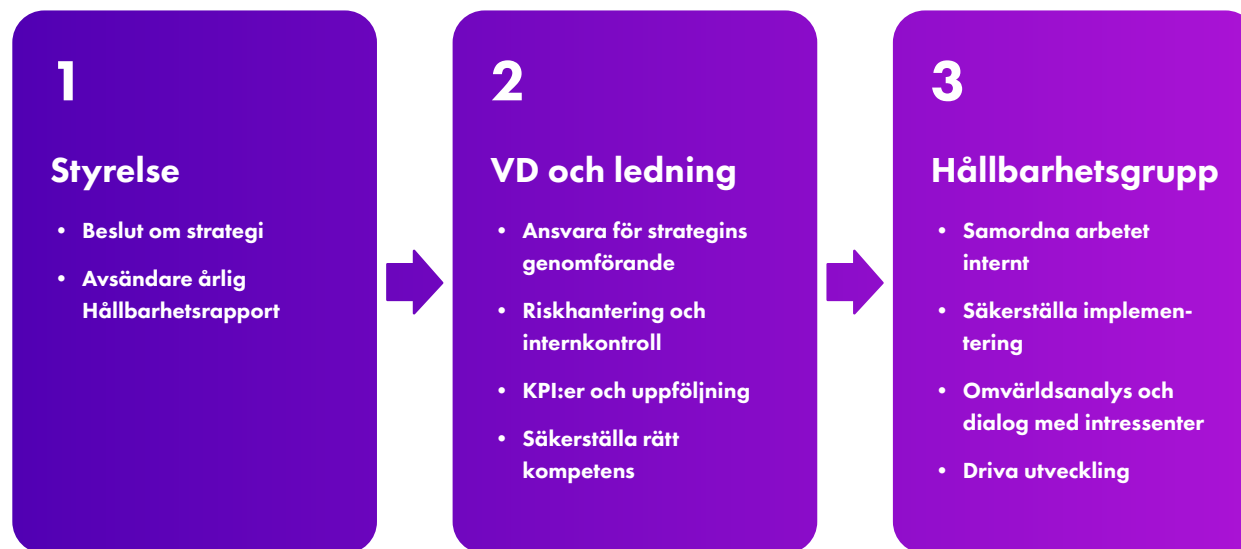 1
Styrelse
• Beslut om strategi
• Avsändare årlig
Hållbarhetsrapport
2
VD och ledning
• Ansvara för strategins
genomförande
• Riskhantering och
internkontroll
• KPI:er och uppföljning
• Säkerställa rätt
kompetens
3
Hållbarhetsgrupp
• Samordna arbetet
internt
• Säkerställa implemen-
tering
• Omvärldsanalys och
dialog med intressenter
• Driva utveckling